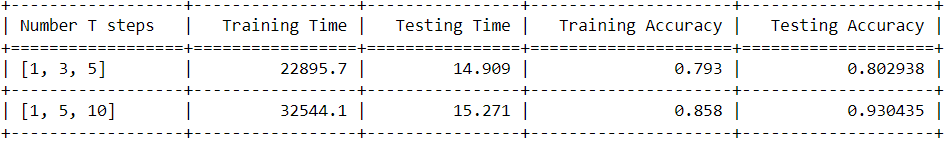 | Number T steps | Training Time | Testing Time | Training Accuracy | Testing Accuracy |
| [1, 3, 5] | 22895.7 | 14.909 | 0.793 | 0.802938 |
| [1, 5, 10] | 32544.1 | 15.271 | 0.858 | 0.930435 |